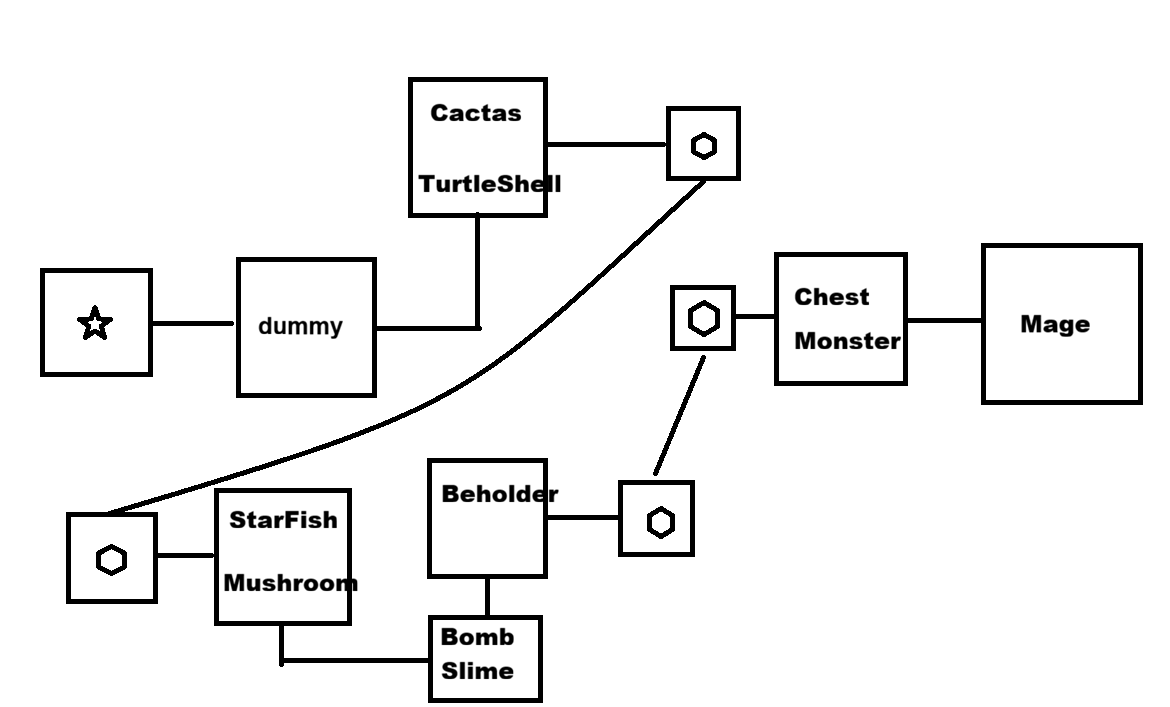 Cactas
TurtleShell
dummy
Chest
Monster
Mage
Beholder
StarFish
Mushroom
Bomb
Slime